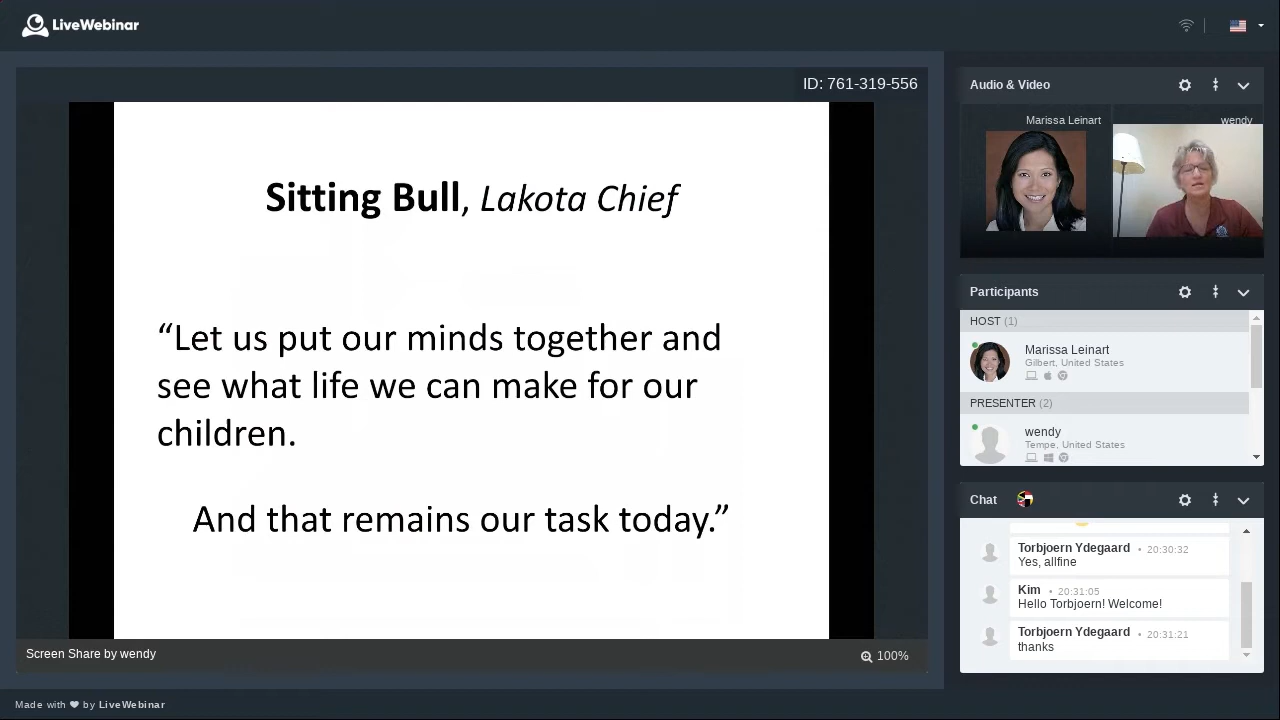 LiveWebinar
ID: 761-319-556
Sitting Bull, Lakota Chief
“Let us put our minds together and
see what life we can make for our
children.
And that remains our task today.”
Screen Share by wendy
100%
Made with ❤ by LiveWebinar
Audio & Video
Marissa Leinart
wendy
Participants
HOST (1)
Marissa Leinart
Gilbert, United States
PRESENTER (2)
wendy
Tempe, United States
Chat
Torbjoern Ydegaard • 20:30:32
Yes, allfine
Kim • 20:31:05
Hello Torbjoern! Welcome!
Torbjoern Ydegaard • 20:31:21
thanks